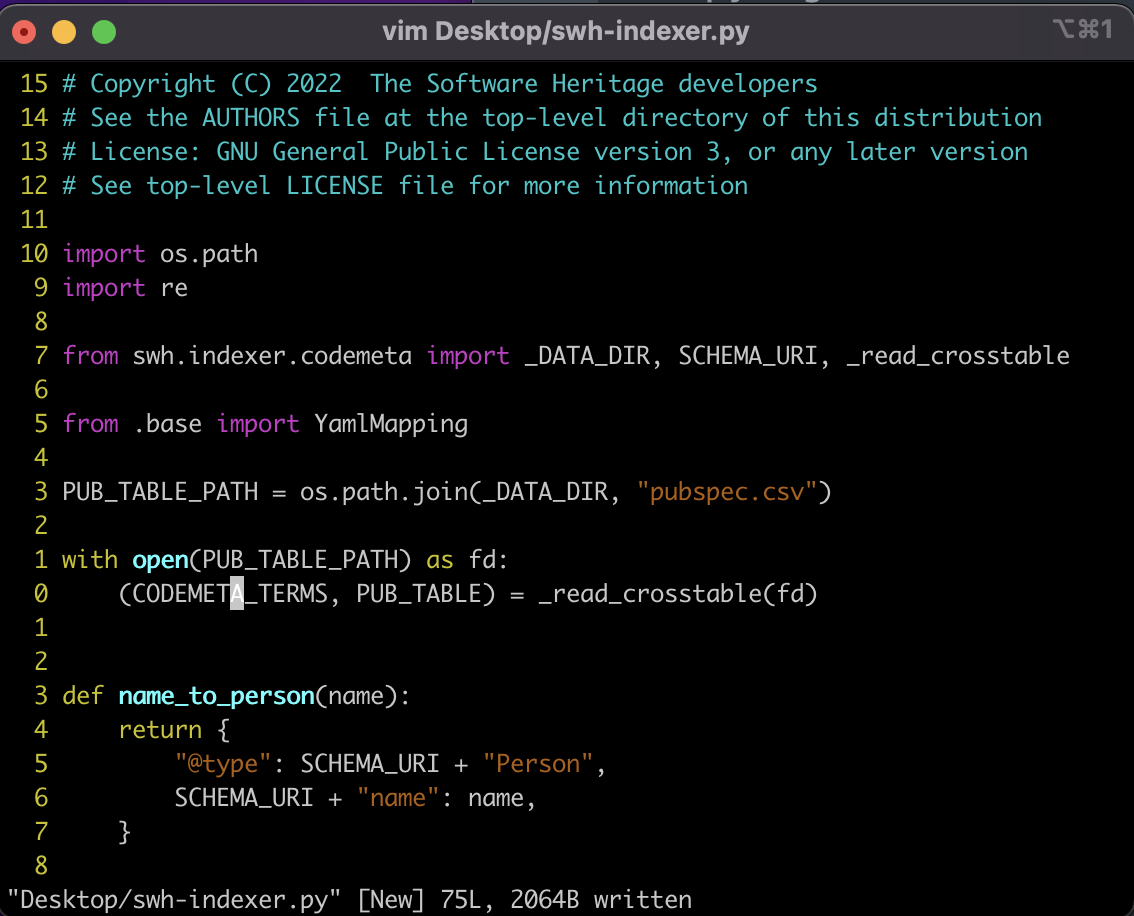 vim Desktop/swh-indexer.py ⌥⌘1
15 # Copyright (C) 2022  The Software Heritage developers
14 # See the AUTHORS file at the top-level directory of this distribution
13 # License: GNU General Public License version 3, or any later version
12 # See top-level LICENSE file for more information
11
10 import os.path
9 import re
8
7 from swh.indexer.codemeta import _DATA_DIR, SCHEMA_URI, _read_crosstable
6
5 from .base import YamlMapping
4
3 PUB_TABLE_PATH = os.path.join(_DATA_DIR, "pubspec.csv")
2
1 with open(PUB_TABLE_PATH) as fd:
0     (CODEMETA_TERMS, PUB_TABLE) = _read_crosstable(fd)
1
2
3 def name_to_person(name):
4     return {
5         "@type": SCHEMA_URI + "Person",
6         SCHEMA_URI + "name": name,
7     }
8
"Desktop/swh-indexer.py" [New] 75L, 2064B written